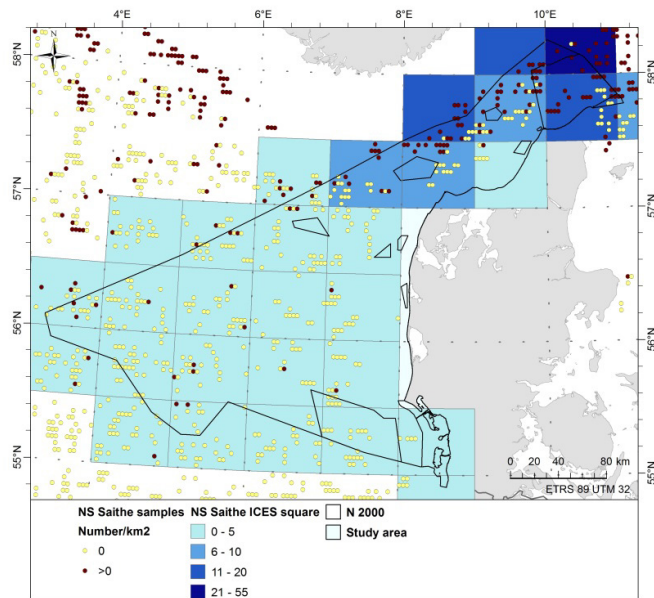 4°E 6°E 8°E 10°E
N
58°N 58°N
57°N 57°N
56°N 56°N
55°N 55°N
0 20 40 60 80 km
ETRS 89 UTM 32
NS Saithe samples NS Saithe ICES square N 2000
Number/km2 0 - 5 Study area
0 6 - 10
>0 11 - 20
21 - 55